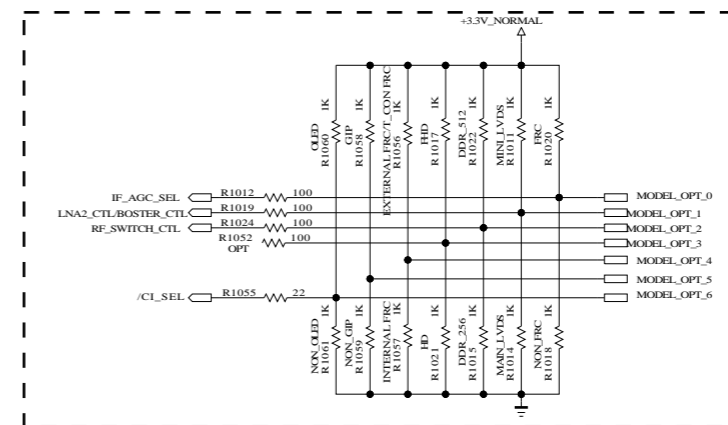 +3.3V_NORMAL
OLED R1060 1K
GIP R1058 1K
EXTERNAL FRC/T_CON FRC R1056 1K
FHD R1017 1K
DDR_512 R1022 1K
MINI_LVDS R1011 1K
FRC R1020 1K
IF_AGC_SEL R1012 100 MODEL_OPT_0
LNA2_CTL/BOSTER_CTL R1019 100 MODEL_OPT_1
RF_SWITCH_CTL R1024 100 MODEL_OPT_2
R1052 100 MODEL_OPT_3
OPT
MODEL_OPT_4
MODEL_OPT_5
/CI_SEL R1055 22 MODEL_OPT_6
NON_OLED R1061 1K
NON_GIP R1059 1K
INTERNAL FRC R1057 1K
HD R1021 1K
DDR_256 R1015 1K
MAIN_LVDS R1014 1K
NON_FRC R1018 1K